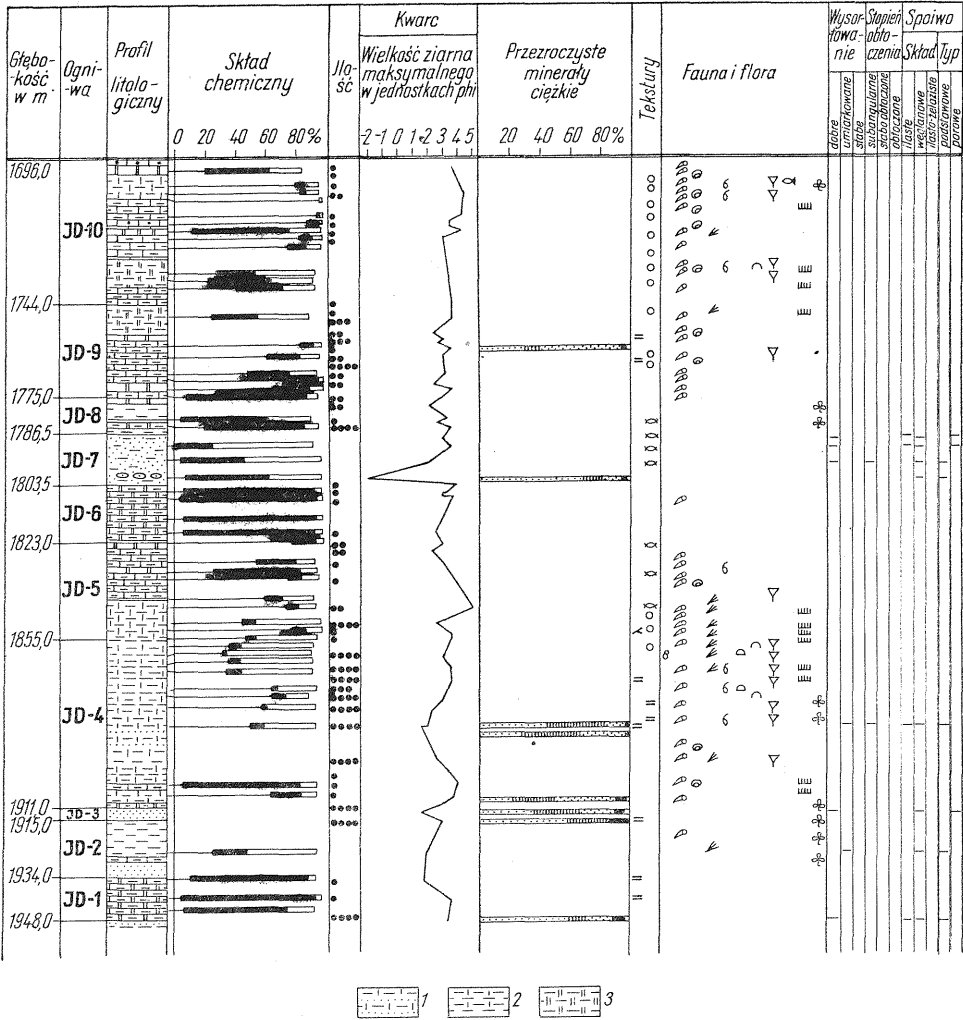 Głębo-
-kość
w m.
Ogni-
-wa
Profil
litolo-
giczny
Skład
chemiczny
0 20 40 60 80%
Jlo-
ść
Kwarc
Wielkość ziarna
maksymalnego
w jednostkach phi
-2 -1 0 1 2 3 4 5
Przezroczyste
minerały
ciężkie
20 40 60 80%
Tekstury
Fauna i flora
Wysor-
towa-
nie
dobre
umiarkowane
słabe
Stopień
obto-
czenia
subangularne
słabo obtoczone
obtoczone
Spoiwo
Skład
ilaste
węglanowe
ilasto-żelaziste
Typ
podstawowe
porowe
1696,0
JD-10
1744,0
JD-9
1775,0
JD-8
1786,5
JD-7
1803,5
JD-6
1823,0
JD-5
1855,0
JD-4
1911,0
JD-3
1915,0
JD-2
1934,0
JD-1
1948,0
1
2
3